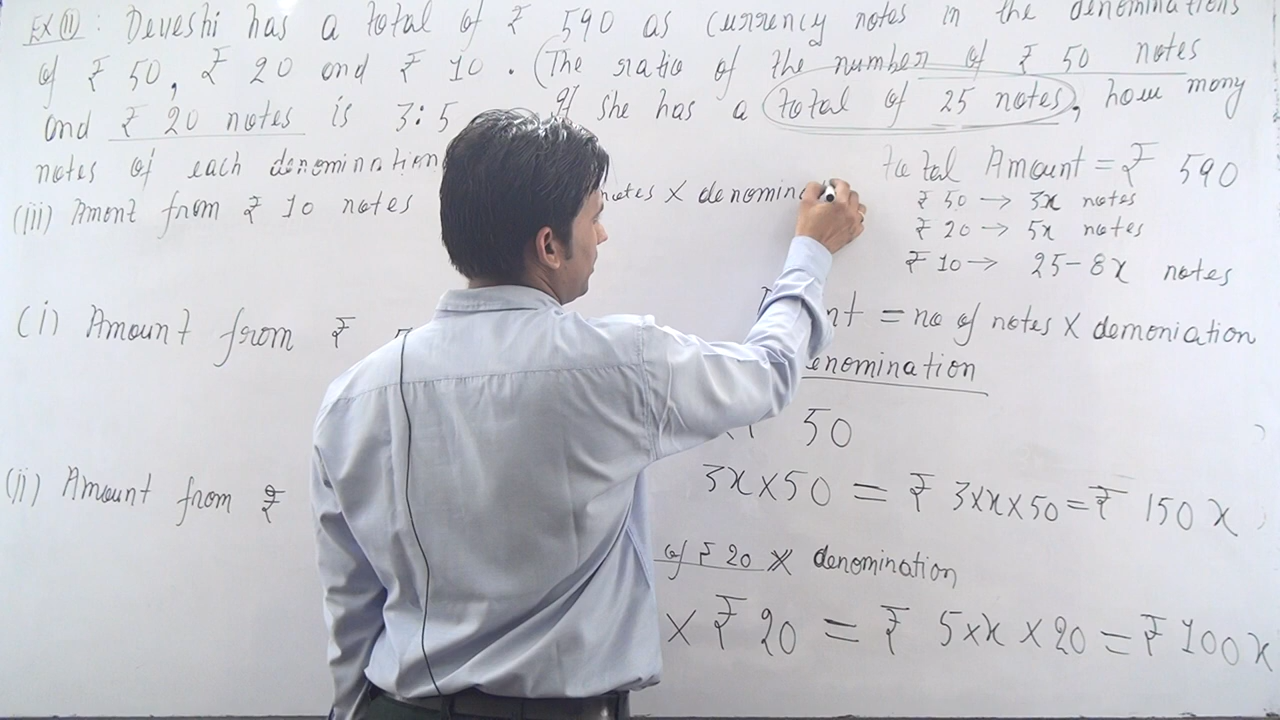 Ex (11) : Deveshi has a total of ₹ 590 as currency notes in the denominations
of ₹ 50, ₹ 20 and ₹ 10 . (The ratio of the number of ₹ 50 notes
and ₹ 20 notes is 3:5 If she has a total of 25 notes, how many
notes of each denomination
total Amount = ₹ 590
(iii) Amont from ₹ 10 notes notes X denomina
₹ 50 → 3x notes
₹ 20 → 5x notes
₹ 10 → 25-8x notes
(i) Amount from ₹
nt = no of notes X demoniation
enomination
50
(ii) Amount from ₹
3x×50 = ₹ 3×x×50 = ₹ 150 x
of ₹ 20 X denomination
X ₹ 20 = ₹ 5×x×20 = ₹ 100x